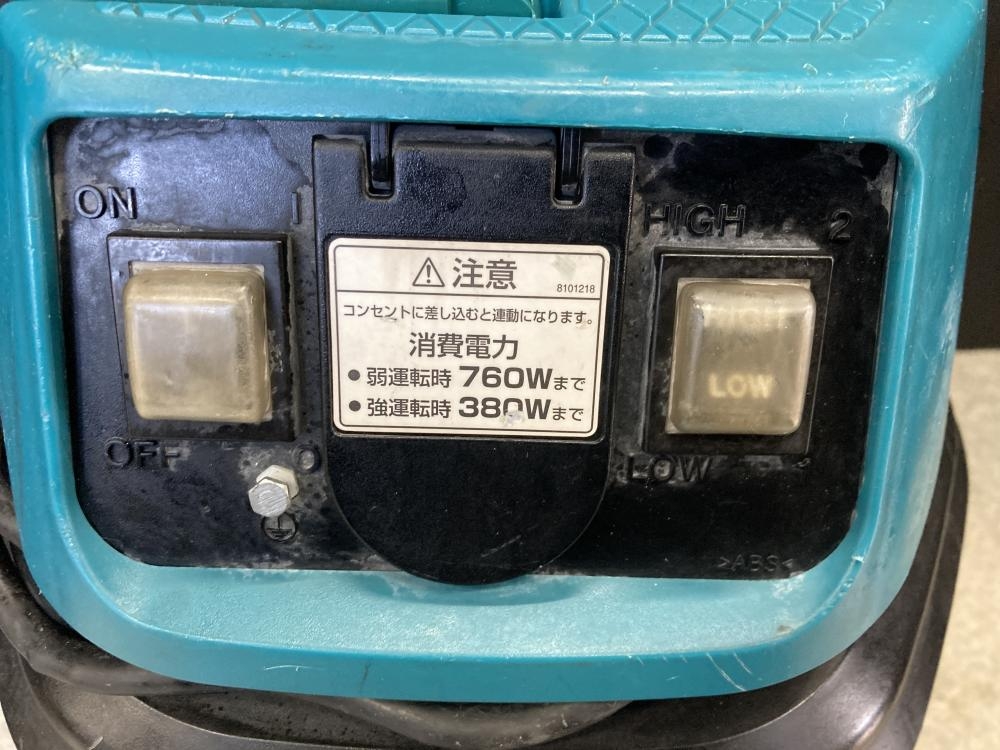 ON I
OFF O
⚠ 注意
8101218
コンセントに差し込むと連動になります。
消費電力
● 弱運転時 760Wまで
● 強運転時 380Wまで
HIGH 2
HIGH
LOW
LOW
>ABS<